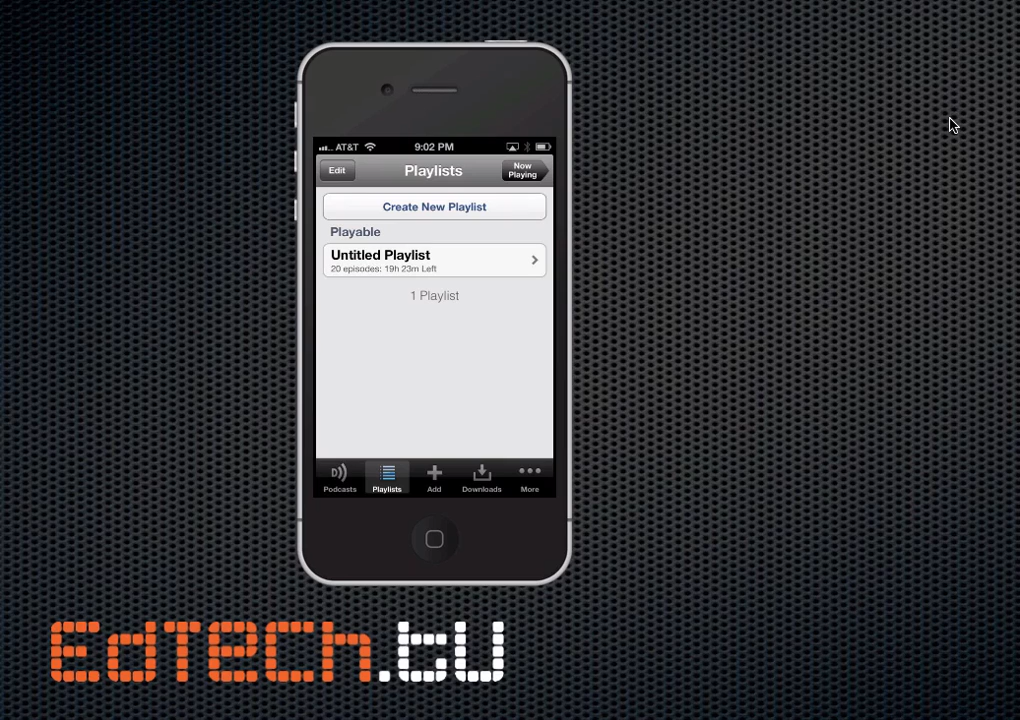 AT&T 9:02 PM
Edit Playlists Now Playing
Create New Playlist
Playable
Untitled Playlist
20 episodes: 19h 23m Left
1 Playlist
Podcasts Playlists Add Downloads More
EdTech.tv